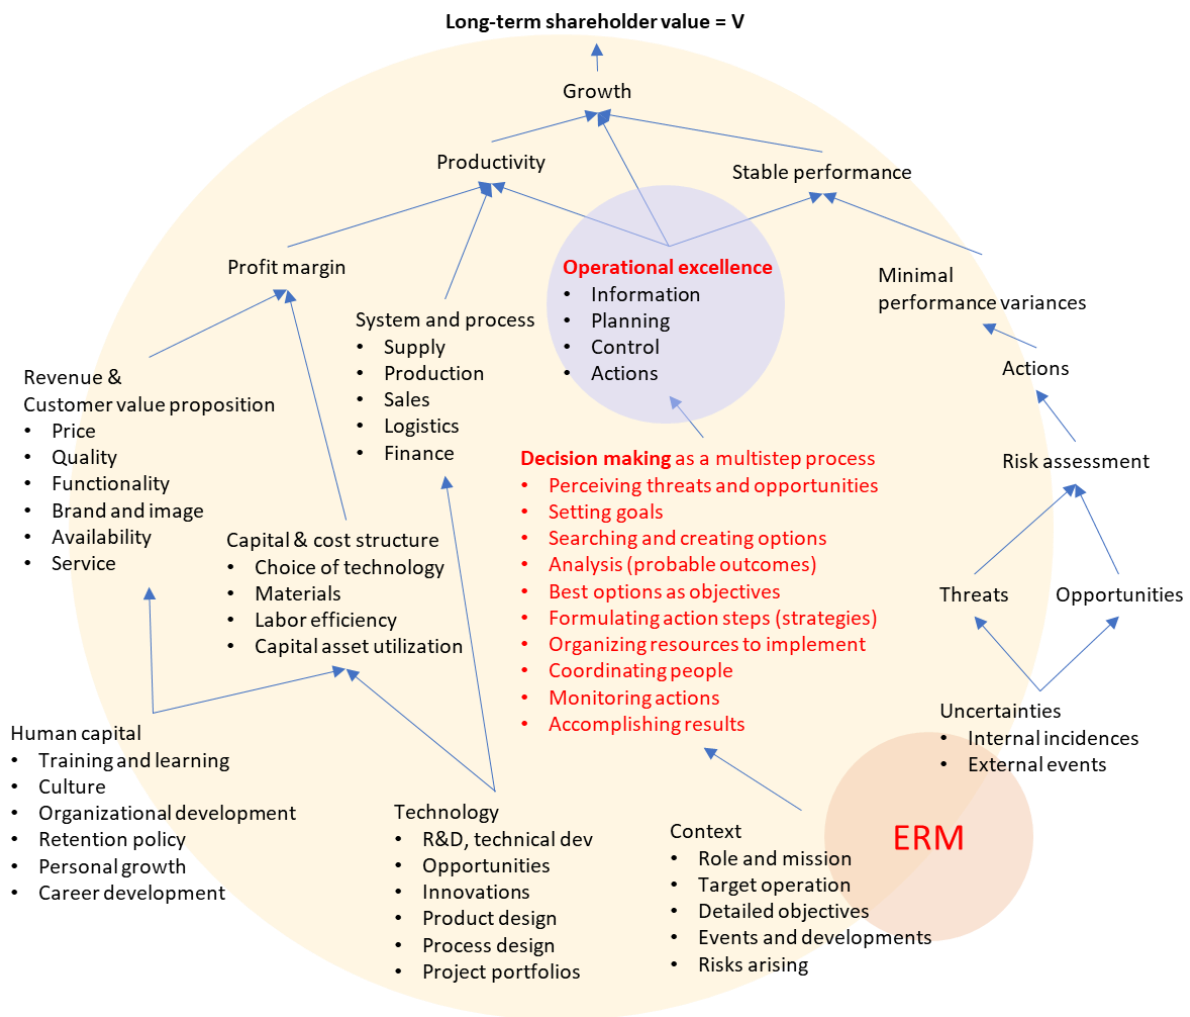 Long-term shareholder value = V
Growth
Productivity
Stable performance
Profit margin
Operational excellence
• Information
• Planning
• Control
• Actions
Minimal
performance variances
System and process
• Supply
• Production
• Sales
• Logistics
• Finance
Actions
Revenue &
Customer value proposition
• Price
• Quality
• Functionality
• Brand and image
• Availability
• Service
Decision making as a multistep process
• Perceiving threats and opportunities
• Setting goals
• Searching and creating options
• Analysis (probable outcomes)
• Best options as objectives
• Formulating action steps (strategies)
• Organizing resources to implement
• Coordinating people
• Monitoring actions
• Accomplishing results
Risk assessment
Capital & cost structure
• Choice of technology
• Materials
• Labor efficiency
• Capital asset utilization
Threats
Opportunities
Uncertainties
• Internal incidences
• External events
Human capital
• Training and learning
• Culture
• Organizational development
• Retention policy
• Personal growth
• Career development
Technology
• R&D, technical dev
• Opportunities
• Innovations
• Product design
• Process design
• Project portfolios
Context
• Role and mission
• Target operation
• Detailed objectives
• Events and developments
• Risks arising
ERM